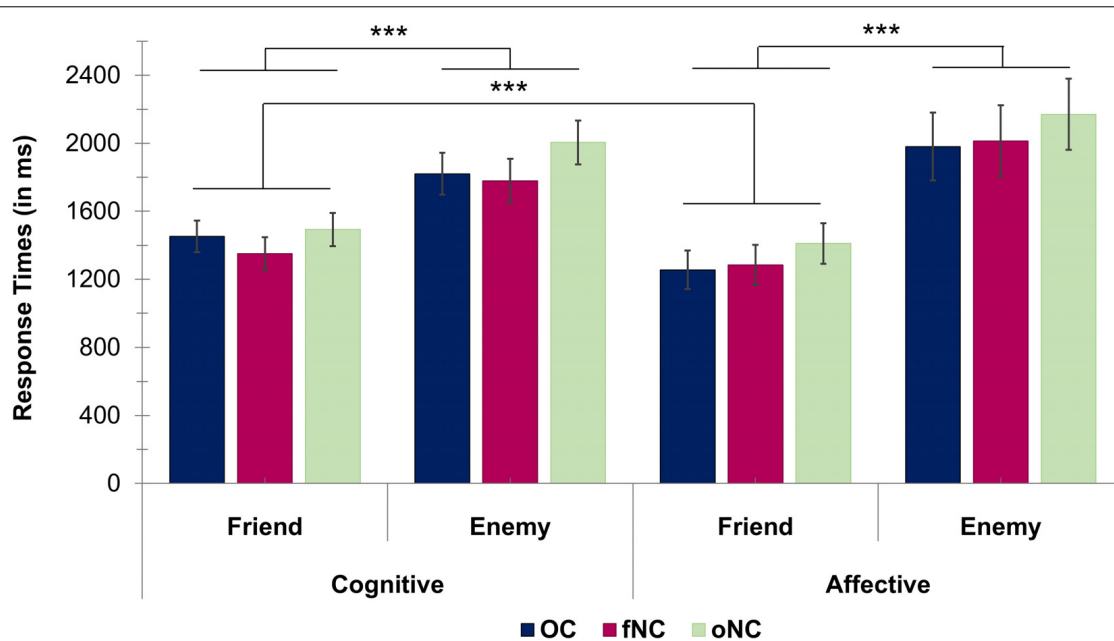 ***
***
***
Response Times (in ms)
2400
2000
1600
1200
800
400
0
Friend Enemy Friend Enemy
Cognitive Affective
OC fNC oNC